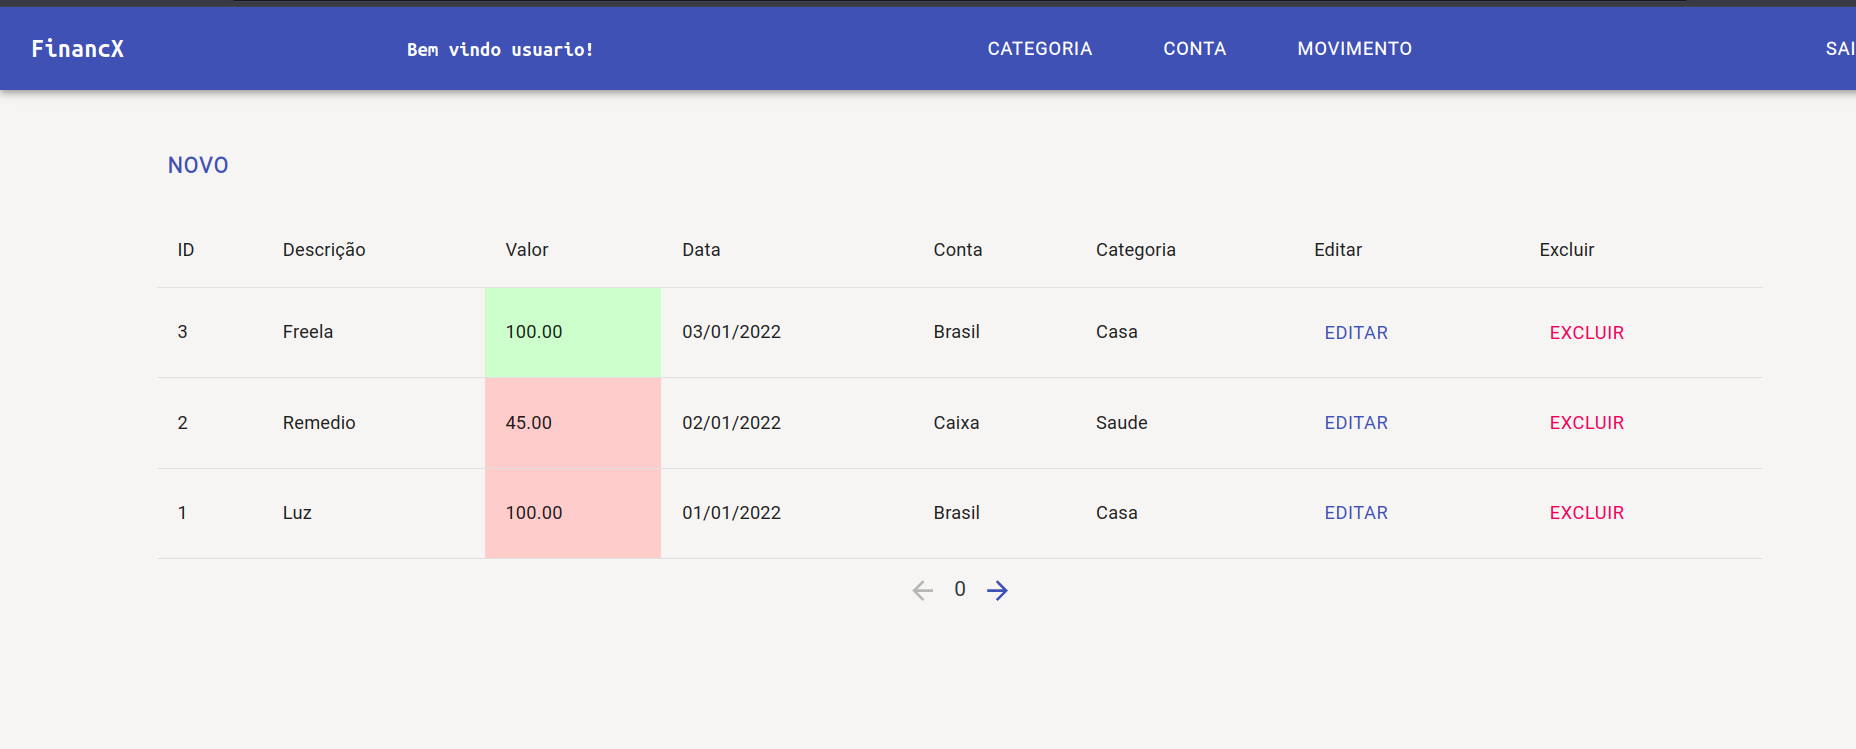 FinancX Bem vindo usuario! CATEGORIA CONTA MOVIMENTO SAI
NOVO
ID Descrição Valor Data Conta Categoria Editar Excluir
3 Freela 100.00 03/01/2022 Brasil Casa EDITAR EXCLUIR
2 Remedio 45.00 02/01/2022 Caixa Saude EDITAR EXCLUIR
1 Luz 100.00 01/01/2022 Brasil Casa EDITAR EXCLUIR
0